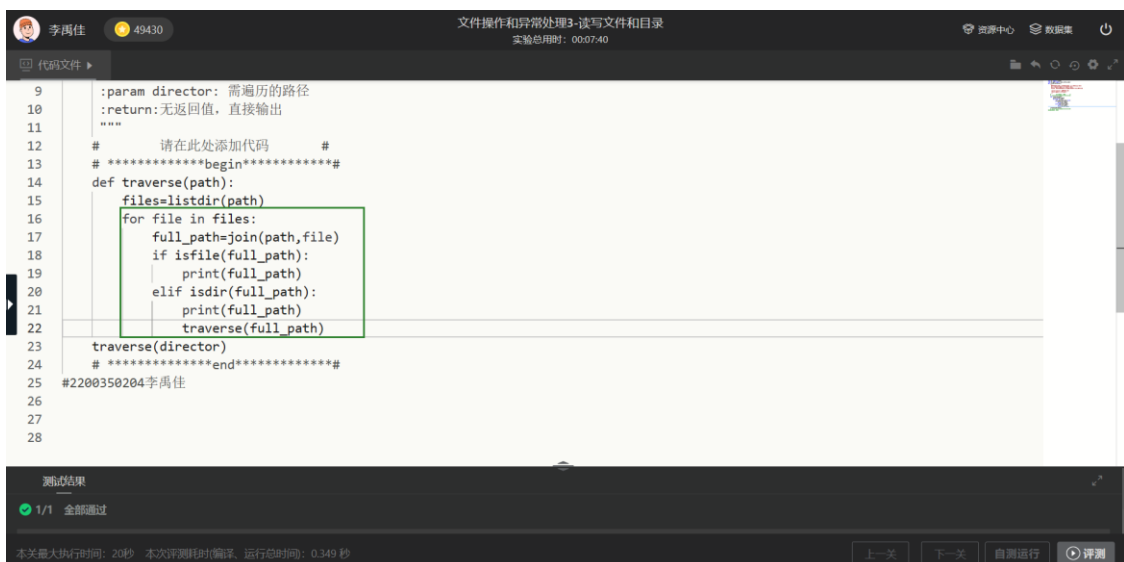 李禹佳 49430 文件操作和异常处理3-读写文件和目录 资源中心 数据集
实验总用时：00:07:40
代码文件
9 :param director: 需遍历的路径
10 :return:无返回值，直接输出
11 """
12 # 请在此处添加代码 #
13 # *************begin************#
14 def traverse(path):
15 files=listdir(path)
16 for file in files:
17 full_path=join(path,file)
18 if isfile(full_path):
19 print(full_path)
20 elif isdir(full_path):
21 print(full_path)
22 traverse(full_path)
23 traverse(director)
24 # **************end*************#
25 #2200350204李禹佳
26
27
28
测试结果
1/1 全部通过
本关最大执行时间：20秒 本次评测耗时(编译、运行总时间)：0.349 秒 上一关 下一关 自测运行 评测